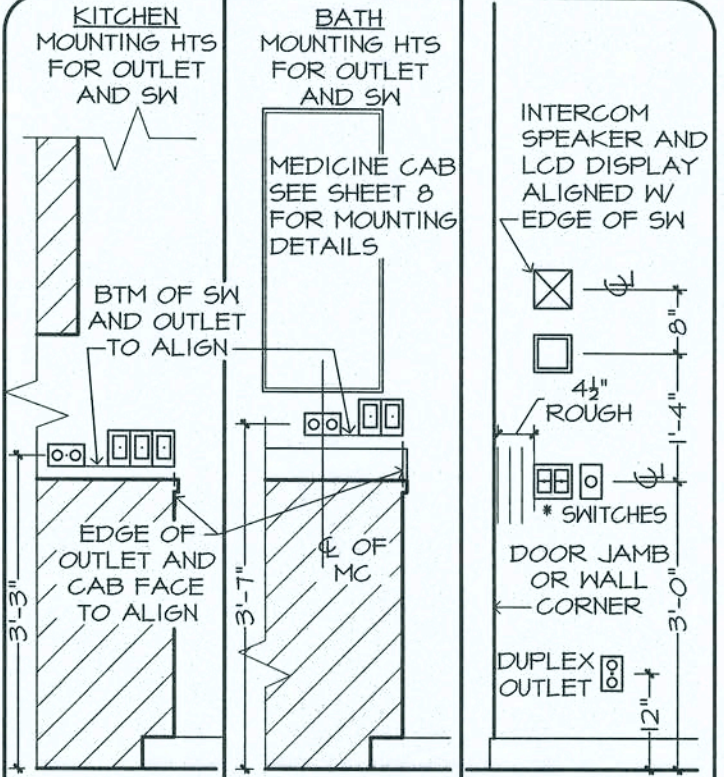 KITCHEN
MOUNTING HTS
FOR OUTLET
AND SW
BTM OF SW
AND OUTLET
TO ALIGN
EDGE OF
OUTLET AND
CAB FACE
TO ALIGN
3'-3"
BATH
MOUNTING HTS
FOR OUTLET
AND SW
MEDICINE CAB
SEE SHEET 8
FOR MOUNTING
DETAILS
℄ OF
MC
3'-7"
INTERCOM
SPEAKER AND
LCD DISPLAY
ALIGNED W/
EDGE OF SW
℄
8"
4½"
ROUGH
1'-4"
℄
* SWITCHES
DOOR JAMB
OR WALL
CORNER
3'-0"
DUPLEX
OUTLET
12"